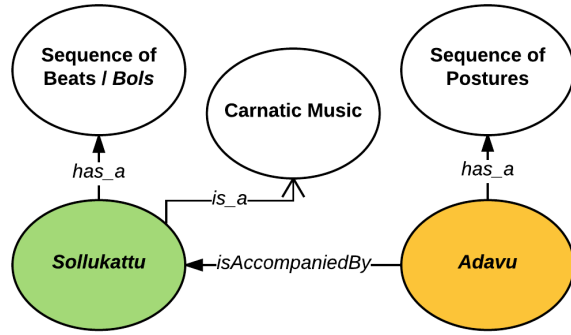 Sequence of
Beats / Bols
Sequence of
Postures
Carnatic Music
has_a
has_a
is_a
Sollukattu
isAccompaniedBy
Adavu